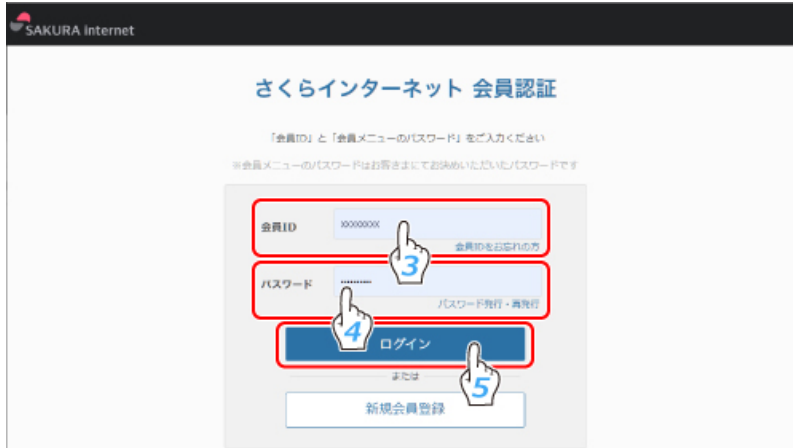 SAKURA internet
さくらインターネット 会員認証
「会員ID」と「会員メニューのパスワード」をご入力ください
※会員メニューのパスワードはお客さまにてお決めいただいたパスワードです
会員ID
xxxxxxxx
会員IDをお忘れの方
3
パスワード
パスワード発行・再発行
4
ログイン
5
または
新規会員登録